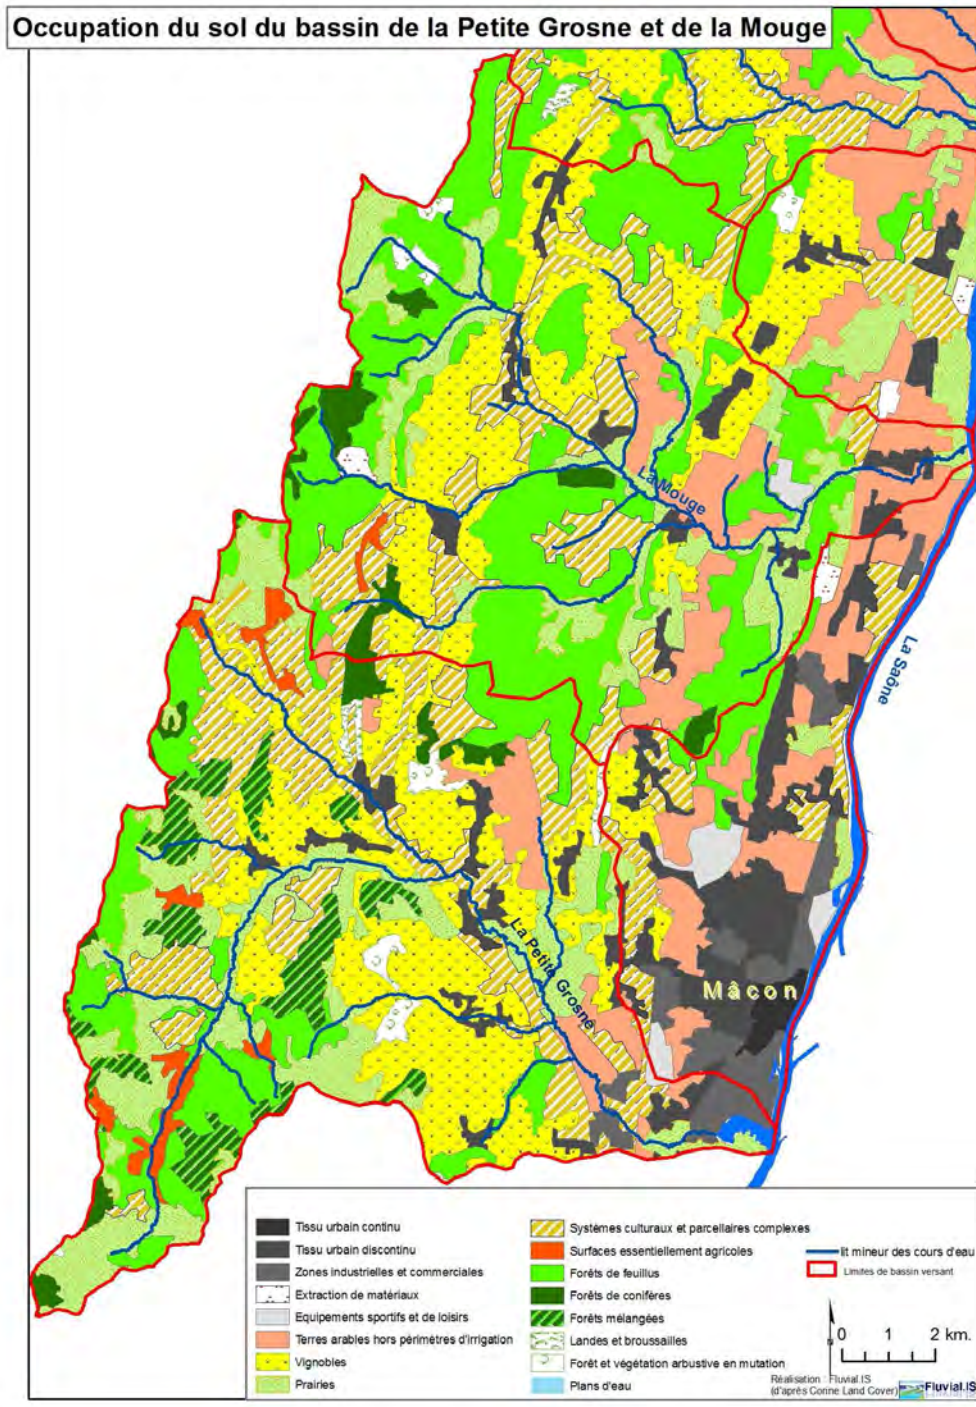 Occupation du sol du bassin de la Petite Grosne et de la Mouge
La Mouge
La Saône
La Petite Grosne
Mâcon
Tissu urbain continu
Tissu urbain discontinu
Zones industrielles et commerciales
Extraction de matériaux
Equipements sportifs et de loisirs
Terres arables hors périmètres d'irrigation
Vignobles
Prairies
Systèmes culturaux et parcellaires complexes
Surfaces essentiellement agricoles
Forêts de feuillus
Forêts de conifères
Forêts mélangées
Landes et broussailles
Forêt et végétation arbustive en mutation
Plans d'eau
lit mineur des cours d'eau
Limites de bassin versant
N
0 1 2 km.
Réalisation : Fluvial.IS
(d'après Corine Land Cover)
Fluvial.IS